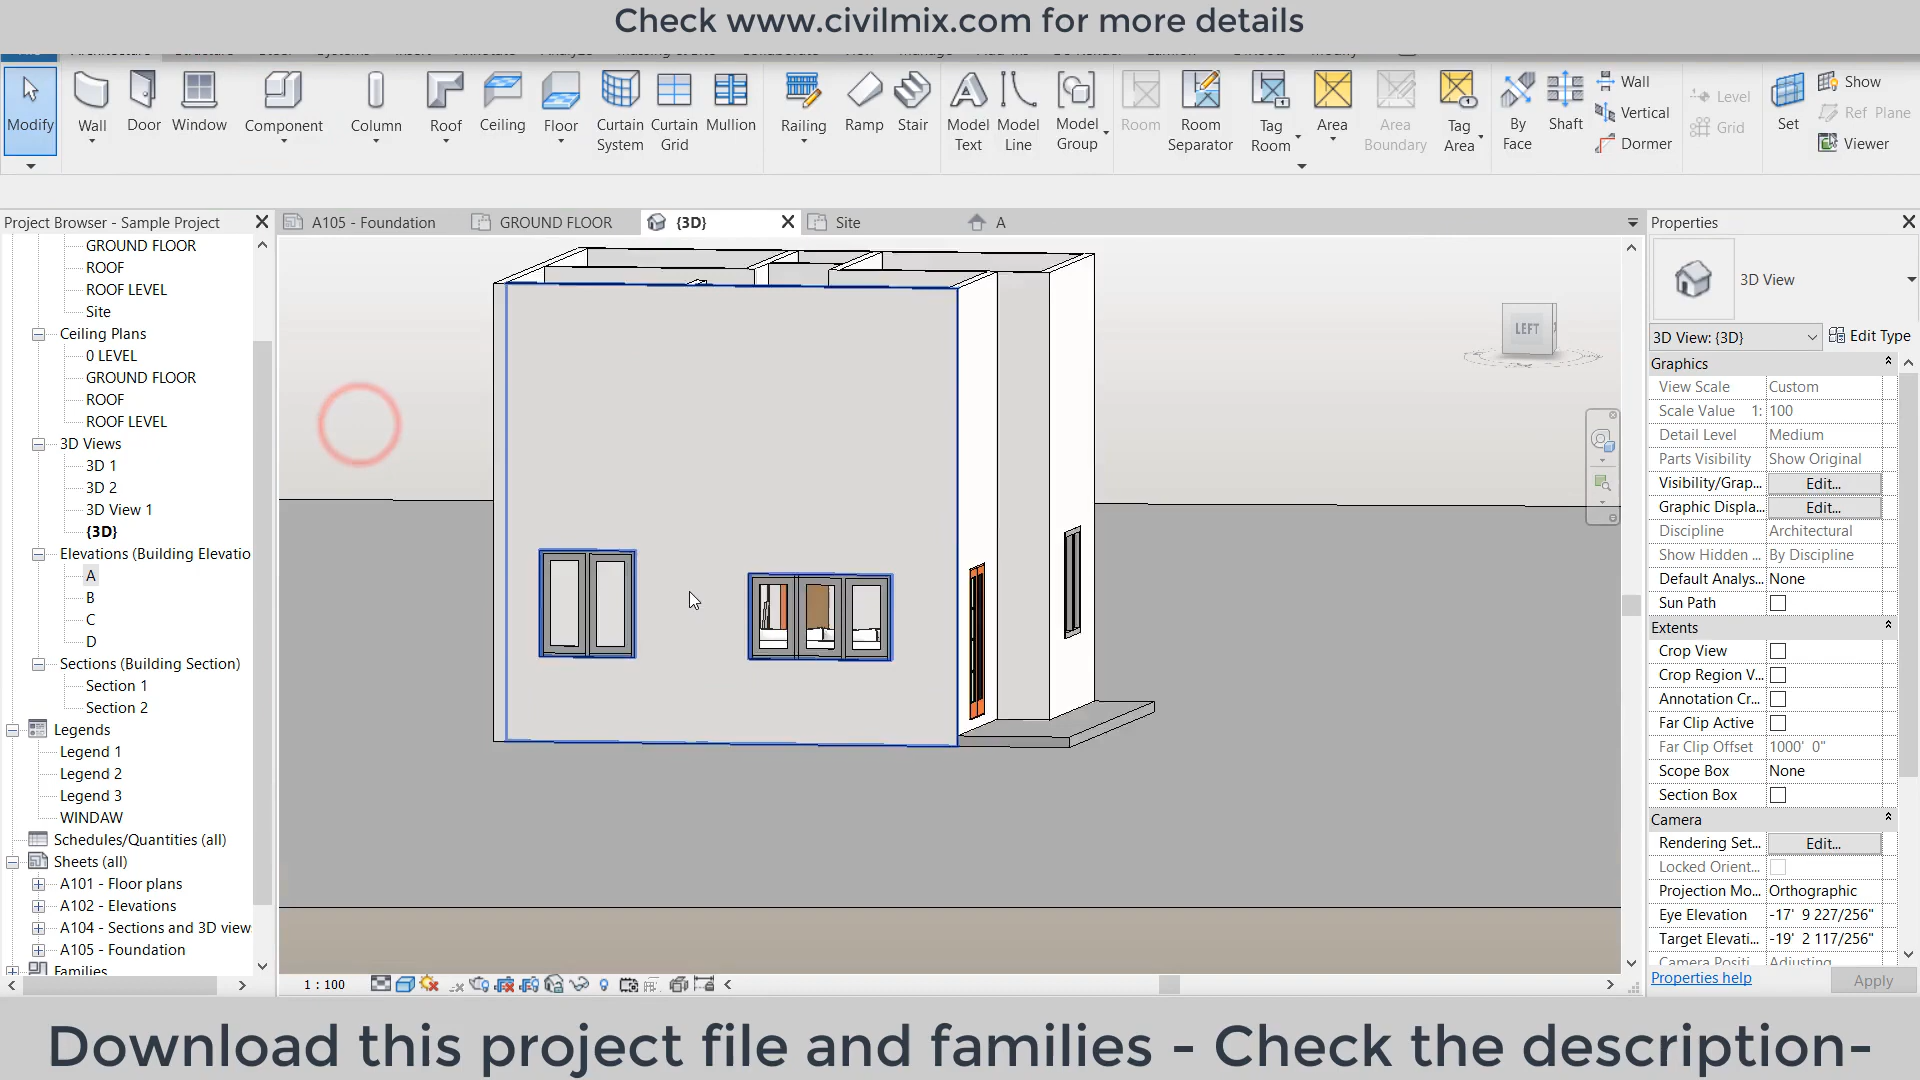 Check www.civilmix.com for more details
Modify
Wall
Door
Window
Component
Column
Roof
Ceiling
Floor
Curtain System
Curtain Grid
Mullion
Railing
Ramp
Stair
Model Text
Model Line
Model Group
Room
Room Separator
Tag Room
Area
Area Boundary
Tag Area
By Face
Shaft
Wall
Vertical
Dormer
Level
Grid
Set
Show
Ref Plane
Viewer
Project Browser - Sample Project
A105 - Foundation
GROUND FLOOR
{3D}
Site
A
Properties
GROUND FLOOR
ROOF
ROOF LEVEL
Site
Ceiling Plans
0 LEVEL
GROUND FLOOR
ROOF
ROOF LEVEL
3D Views
3D 1
3D 2
3D View 1
{3D}
Elevations (Building Elevatio
A
B
C
D
Sections (Building Section)
Section 1
Section 2
Legends
Legend 1
Legend 2
Legend 3
WINDAW
Schedules/Quantities (all)
Sheets (all)
A101 - Floor plans
A102 - Elevations
A104 - Sections and 3D view
A105 - Foundation
Families
LEFT
1 : 100
3D View
3D View: {3D}
Edit Type
Graphics
View Scale Custom
Scale Value 1: 100
Detail Level Medium
Parts Visibility Show Original
Visibility/Grap... Edit...
Graphic Displa... Edit...
Discipline Architectural
Show Hidden ... By Discipline
Default Analys... None
Sun Path
Extents
Crop View
Crop Region V...
Annotation Cr...
Far Clip Active
Far Clip Offset 1000' 0"
Scope Box None
Section Box
Camera
Rendering Set... Edit...
Locked Orient...
Projection Mo... Orthographic
Eye Elevation -17' 9 227/256"
Target Elevati... -19' 2 117/256"
Camera Positi... Adjusting
Properties help
Apply
Download this project file and families - Check the description-